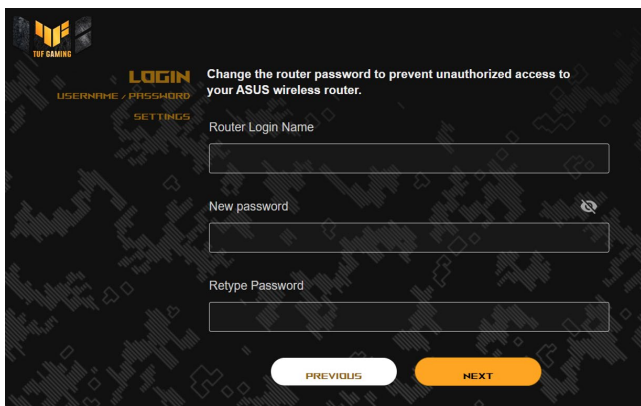 TUF GAMING
LOGIN
USERNAME / PASSWORD
SETTINGS
Change the router password to prevent unauthorized access to
your ASUS wireless router.
Router Login Name
New password
Retype Password
PREVIOUS
NEXT